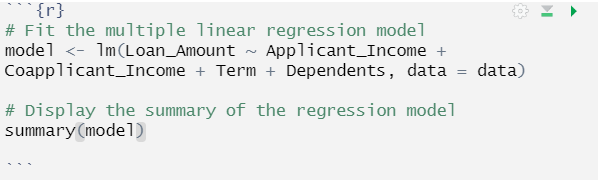 ```{r}
# Fit the multiple linear regression model
model <- lm(Loan_Amount ~ Applicant_Income +
Coapplicant_Income + Term + Dependents, data = data)
# Display the summary of the regression model
summary(model)
```